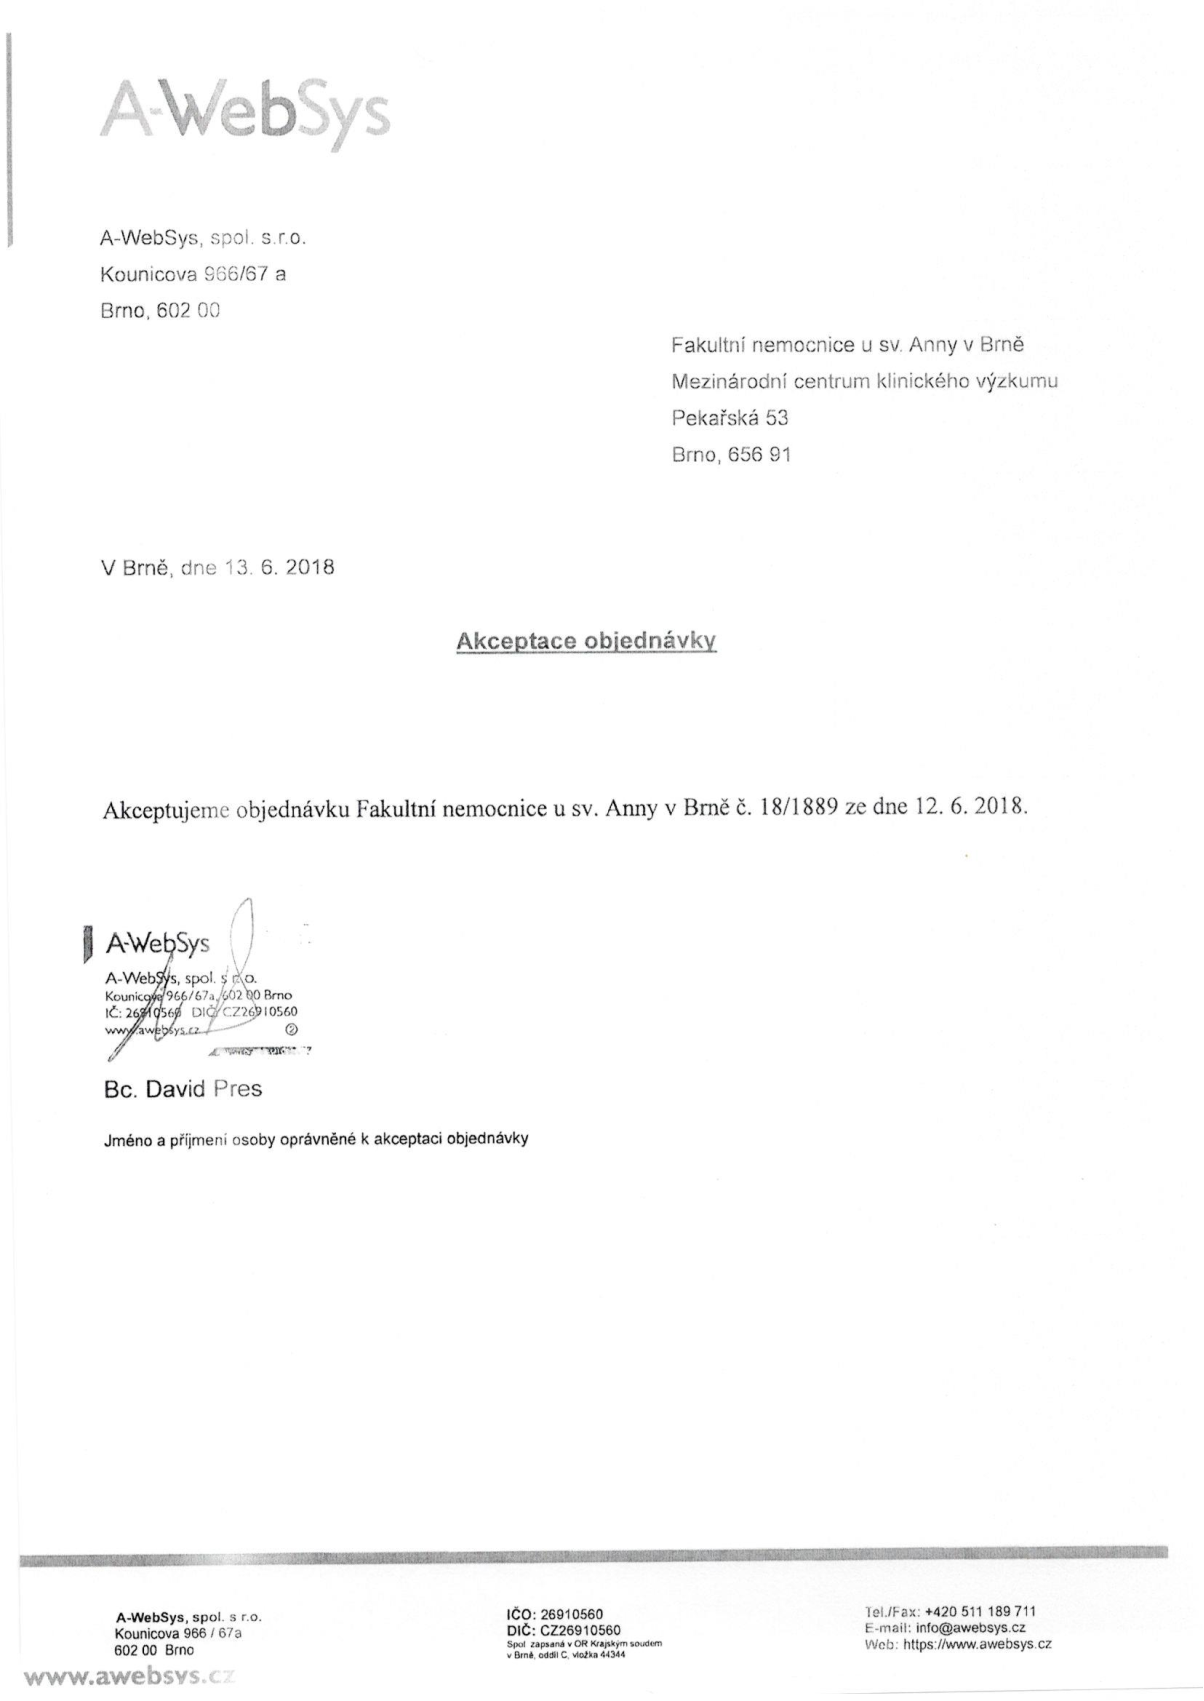 A-WebSys
A-WebSys, spol. s.r.o.
Kounicova 966/67 a
Brno, 602 00
Fakultní nemocnice u sv. Anny v Brně
Mezinárodní centrum klinického výzkumu
Pekařská 53
Brno, 656 91
V Brně, dne 13. 6. 2018
Akceptace objednávky
Akceptujeme objednávku Fakultní nemocnice u sv. Anny v Brně č. 18/1889 ze dne 12. 6. 2018.
A-WebSys
A-WebSys, spol. s r.o.
Kounicova 966/67a, 602 00 Brno
IČ: 26910560 DIČ: CZ26910560
www.awebsys.cz 2
Bc. David Pres
Jméno a příjmení osoby oprávněné k akceptaci objednávky
A-WebSys, spol. s r.o.
Kounicova 966 / 67a
602 00 Brno
www.awebsys.cz
IČO: 26910560
DIČ: CZ26910560
Spol zapsaná v OR Krajským soudem
v Brně, oddíl C, vložka 44344
Tel./Fax: +420 511 189 711
E-mail: info@awebsys.cz
Web: https://www.awebsys.cz